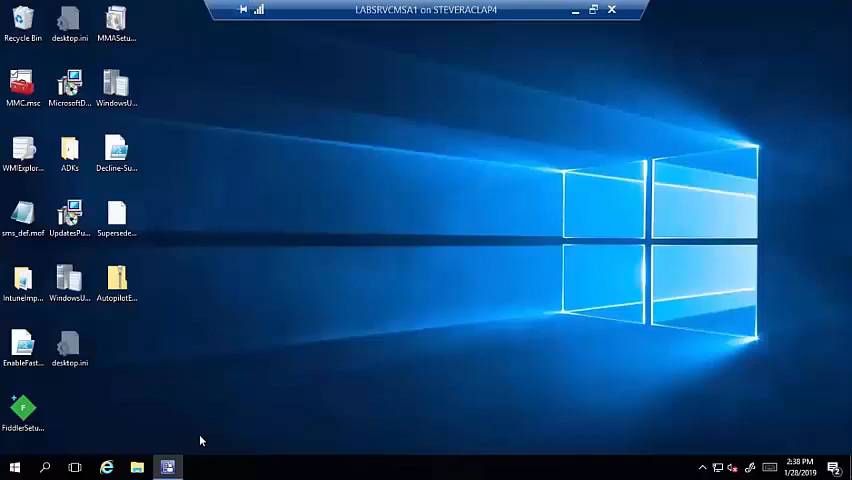 LABSRVCMSA1 on STEVERACLAP4
Recycle Bin
desktop.ini
MMASetu...
MMC.msc
MicrosoftD...
WindowsU...
WMIExplor...
ADKs
Decline-Su...
sms_def.mof
UpdatesPu...
Supersede...
IntuneImp...
WindowsU...
AutopilotE...
EnableFast...
desktop.ini
F
FiddlerSetu...
2:38 PM
1/28/2019
2